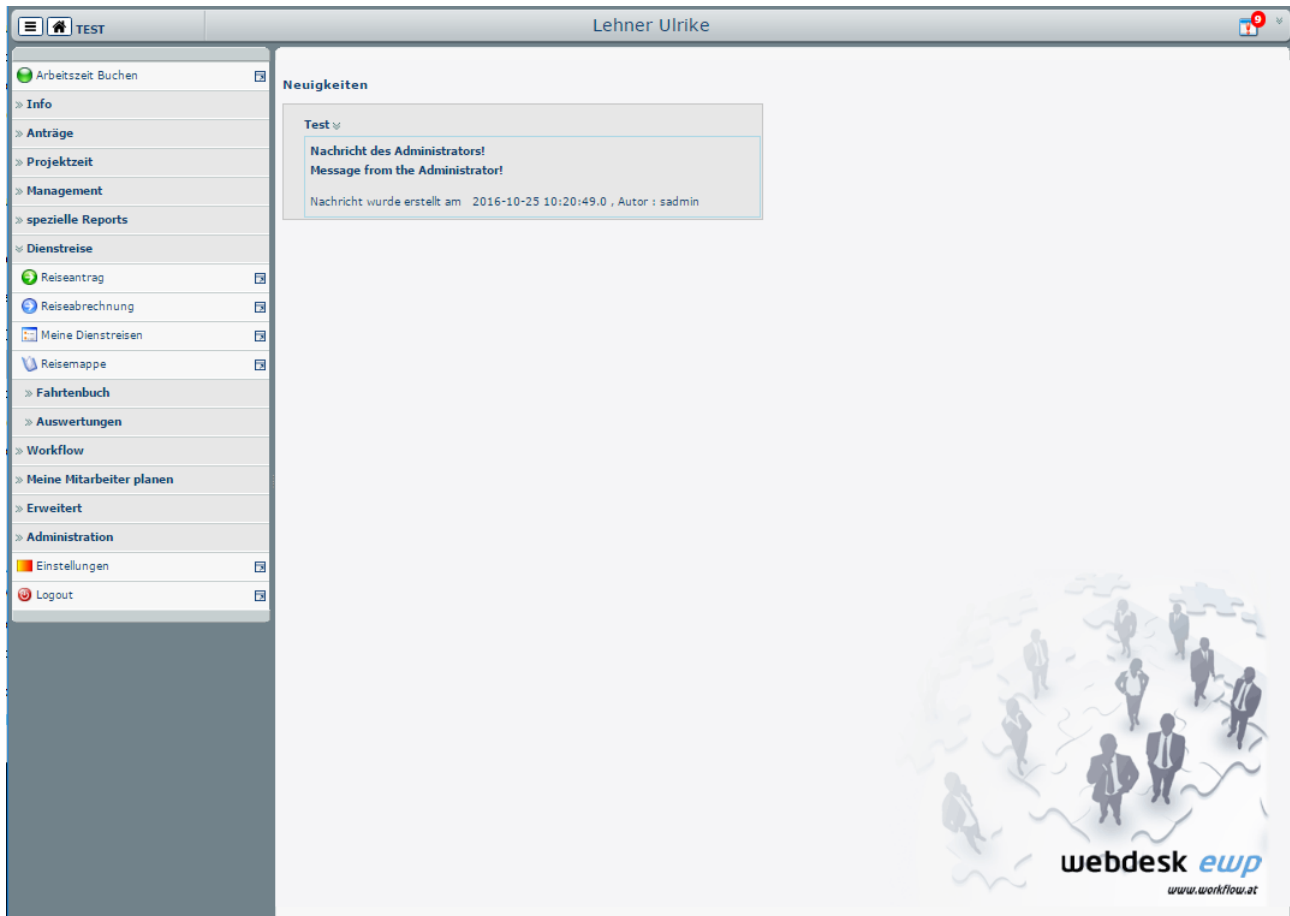 TEST
Lehner Ulrike
9
Arbeitszeit Buchen
Info
Anträge
Projektzeit
Management
spezielle Reports
Dienstreise
Reiseantrag
Reiseabrechnung
Meine Dienstreisen
Reisemappe
Fahrtenbuch
Auswertungen
Workflow
Meine Mitarbeiter planen
Erweitert
Administration
Einstellungen
Logout
Neuigkeiten
Test
Nachricht des Administrators!
Message from the Administrator!
Nachricht wurde erstellt am 2016-10-25 10:20:49.0 , Autor : sadmin
webdesk ewp
www.workflow.at